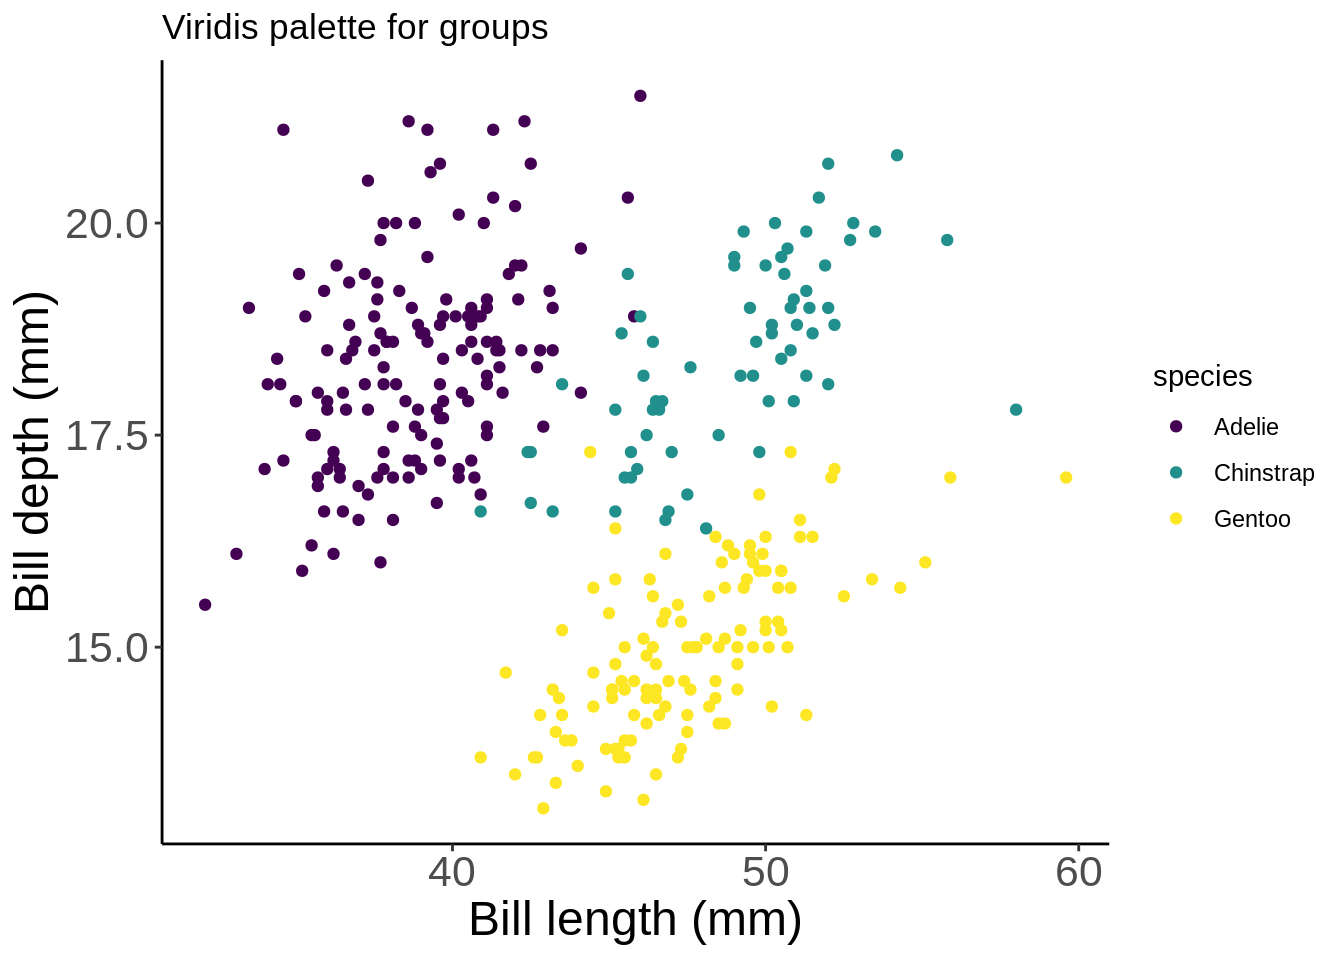 Viridis palette for groups
20.0
17.5
15.0
Bill depth (mm)
40
50
60
Bill length (mm)
species
Adelie
Chinstrap
Gentoo